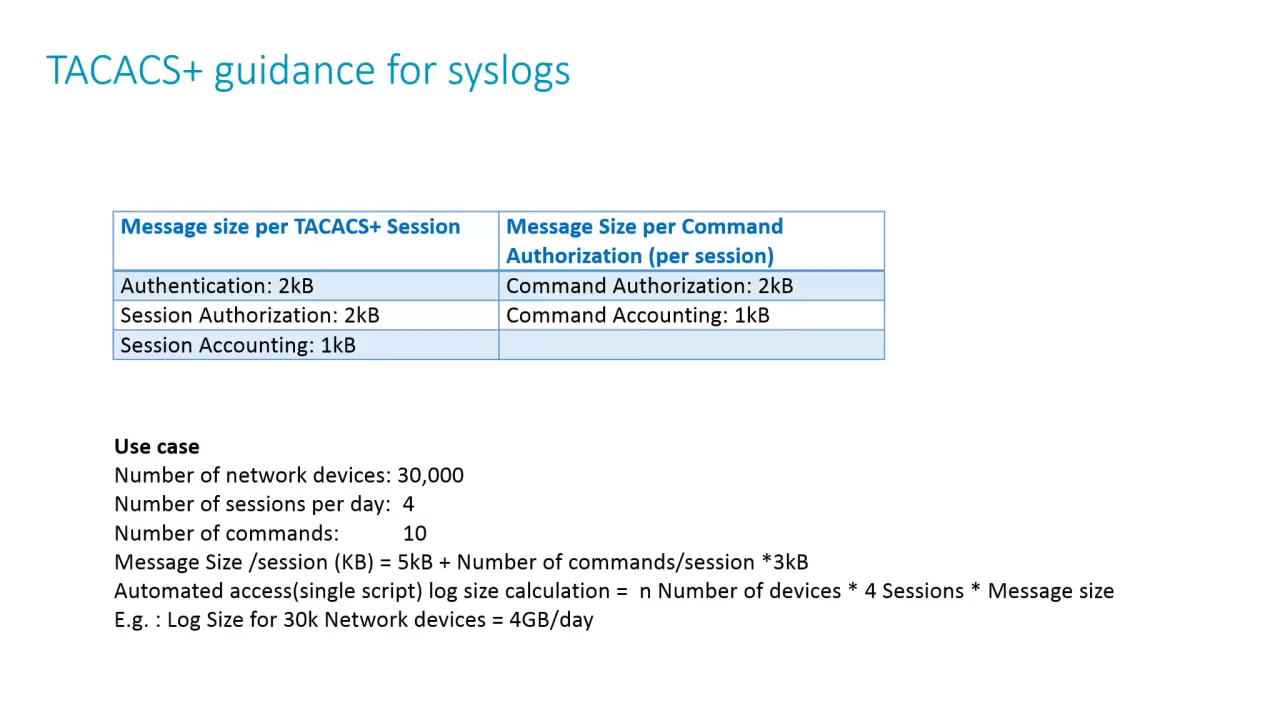 TACACS+ guidance for syslogs
Message size per TACACS+ Session
Message Size per Command
Authorization (per session)
Authentication: 2kB
Command Authorization: 2kB
Session Authorization: 2kB
Command Accounting: 1kB
Session Accounting: 1kB
Use case
Number of network devices: 30,000
Number of sessions per day: 4
Number of commands: 10
Message Size /session (KB) = 5kB + Number of commands/session *3kB
Automated access(single script) log size calculation = n Number of devices * 4 Sessions * Message size
E.g. : Log Size for 30k Network devices = 4GB/day